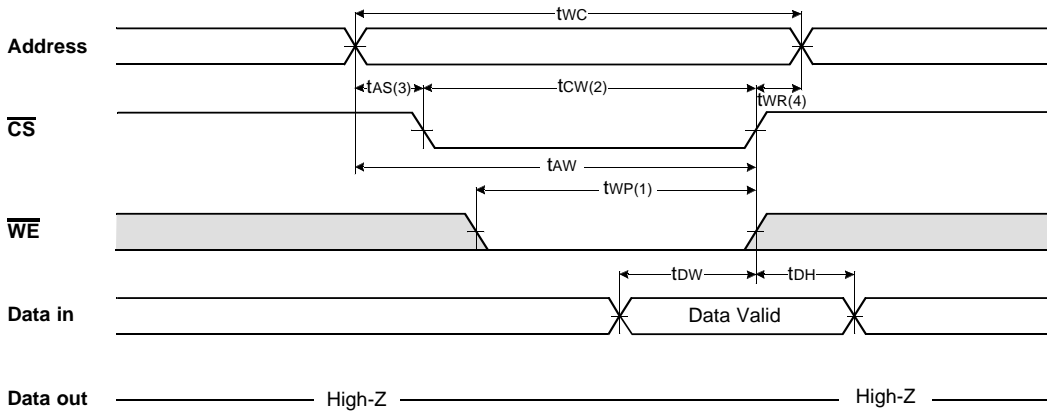 tWC
Address
tAS(3) tCW(2) tWR(4)
CS
tAW
tWP(1)
WE
tDW tDH
Data in Data Valid
Data out High-Z High-Z